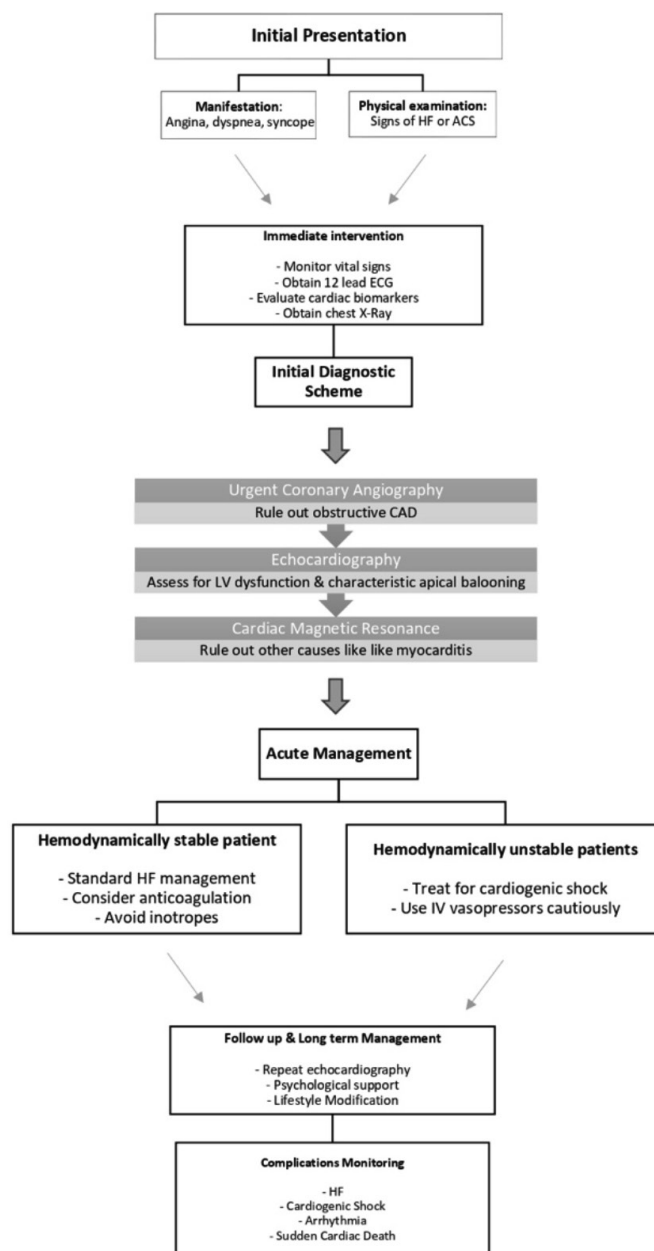 Initial Presentation
Manifestation:
Angina, dyspnea, syncope
Physical examination:
Signs of HF or ACS
Immediate intervention
- Monitor vital signs
- Obtain 12 lead ECG
- Evaluate cardiac biomarkers
- Obtain chest X-Ray
Initial Diagnostic
Scheme
Urgent Coronary Angiography
Rule out obstructive CAD
Echocardiography
Assess for LV dysfunction & characteristic apical balooning
Cardiac Magnetic Resonance
Rule out other causes like like myocarditis
Acute Management
Hemodynamically stable patient
- Standard HF management
- Consider anticoagulation
- Avoid inotropes
Hemodynamically unstable patients
- Treat for cardiogenic shock
- Use IV vasopressors cautiously
Follow up & Long term Management
- Repeat echocardiography
- Psychological support
- Lifestyle Modification
Complications Monitoring
- HF
- Cardiogenic Shock
- Arrhythmia
- Sudden Cardiac Death